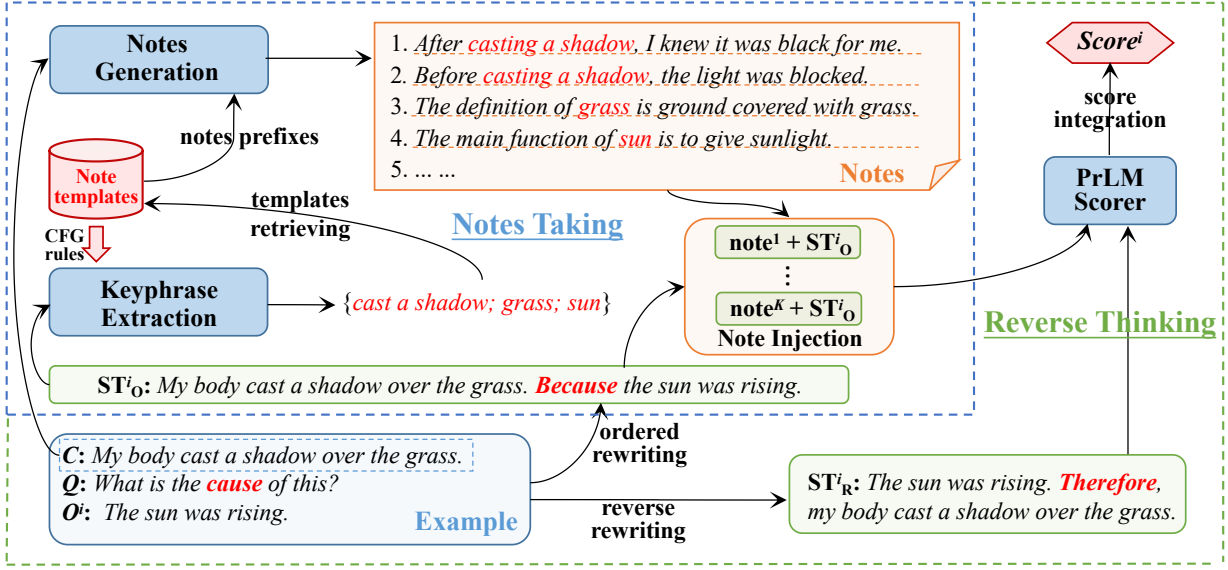 Notes
Generation
1. After casting a shadow, I knew it was black for me.
2. Before casting a shadow, the light was blocked.
3. The definition of grass is ground covered with grass.
4. The main function of sun is to give sunlight.
5. ... ...
Notes
Score^i
score
integration
notes prefixes
Note
templates
templates
retrieving
Notes Taking
PrLM
Scorer
CFG
rules
Keyphrase
Extraction
{cast a shadow; grass; sun}
note^1 + ST^i_O
⋮
note^K + ST^i_O
Note Injection
Reverse Thinking
ST^i_O: My body cast a shadow over the grass. Because the sun was rising.
ordered
rewriting
C: My body cast a shadow over the grass.
Q: What is the cause of this?
O^i: The sun was rising.
Example
reverse
rewriting
ST^i_R: The sun was rising. Therefore,
my body cast a shadow over the grass.